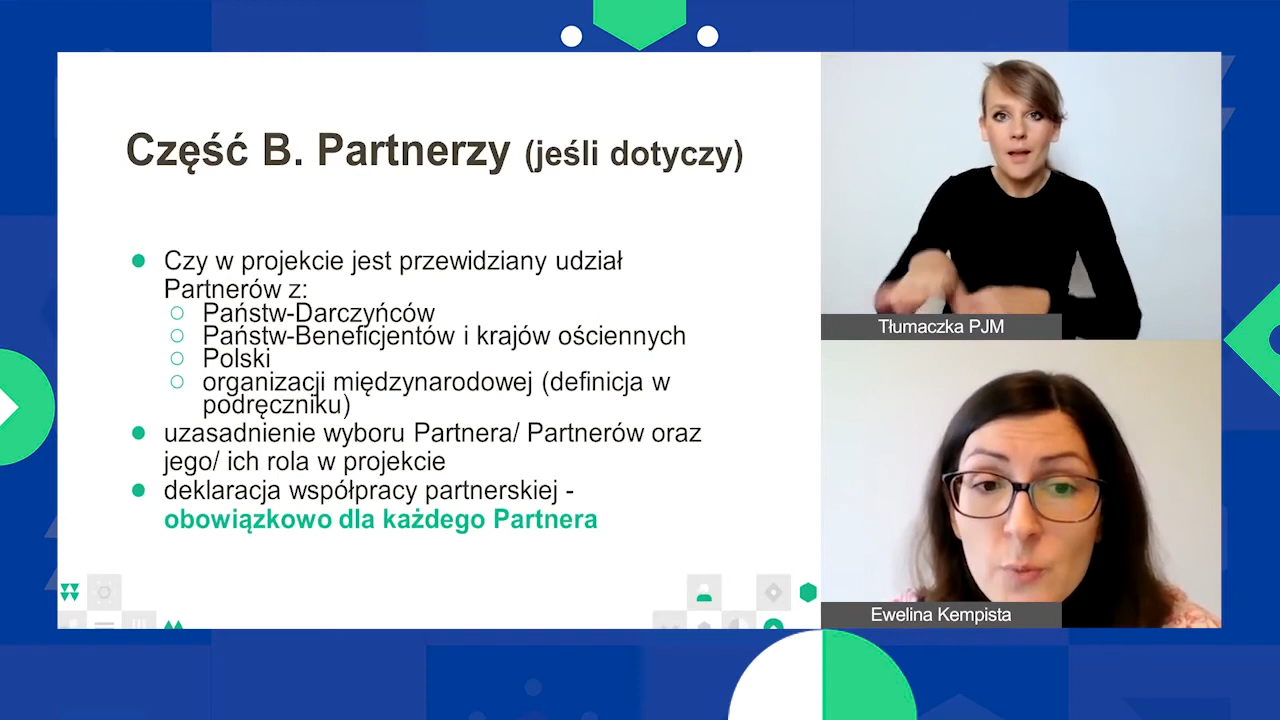 Część B. Partnerzy (jeśli dotyczy)
Czy w projekcie jest przewidziany udział
Partnerów z:
Państw-Darczyńców
Państw-Beneficjentów i krajów ościennych
Polski
organizacji międzynarodowej (definicja w
podręczniku)
uzasadnienie wyboru Partnera/ Partnerów oraz
jego/ ich rola w projekcie
deklaracja współpracy partnerskiej -
obowiązkowo dla każdego Partnera
Tłumaczka PJM
Ewelina Kempista